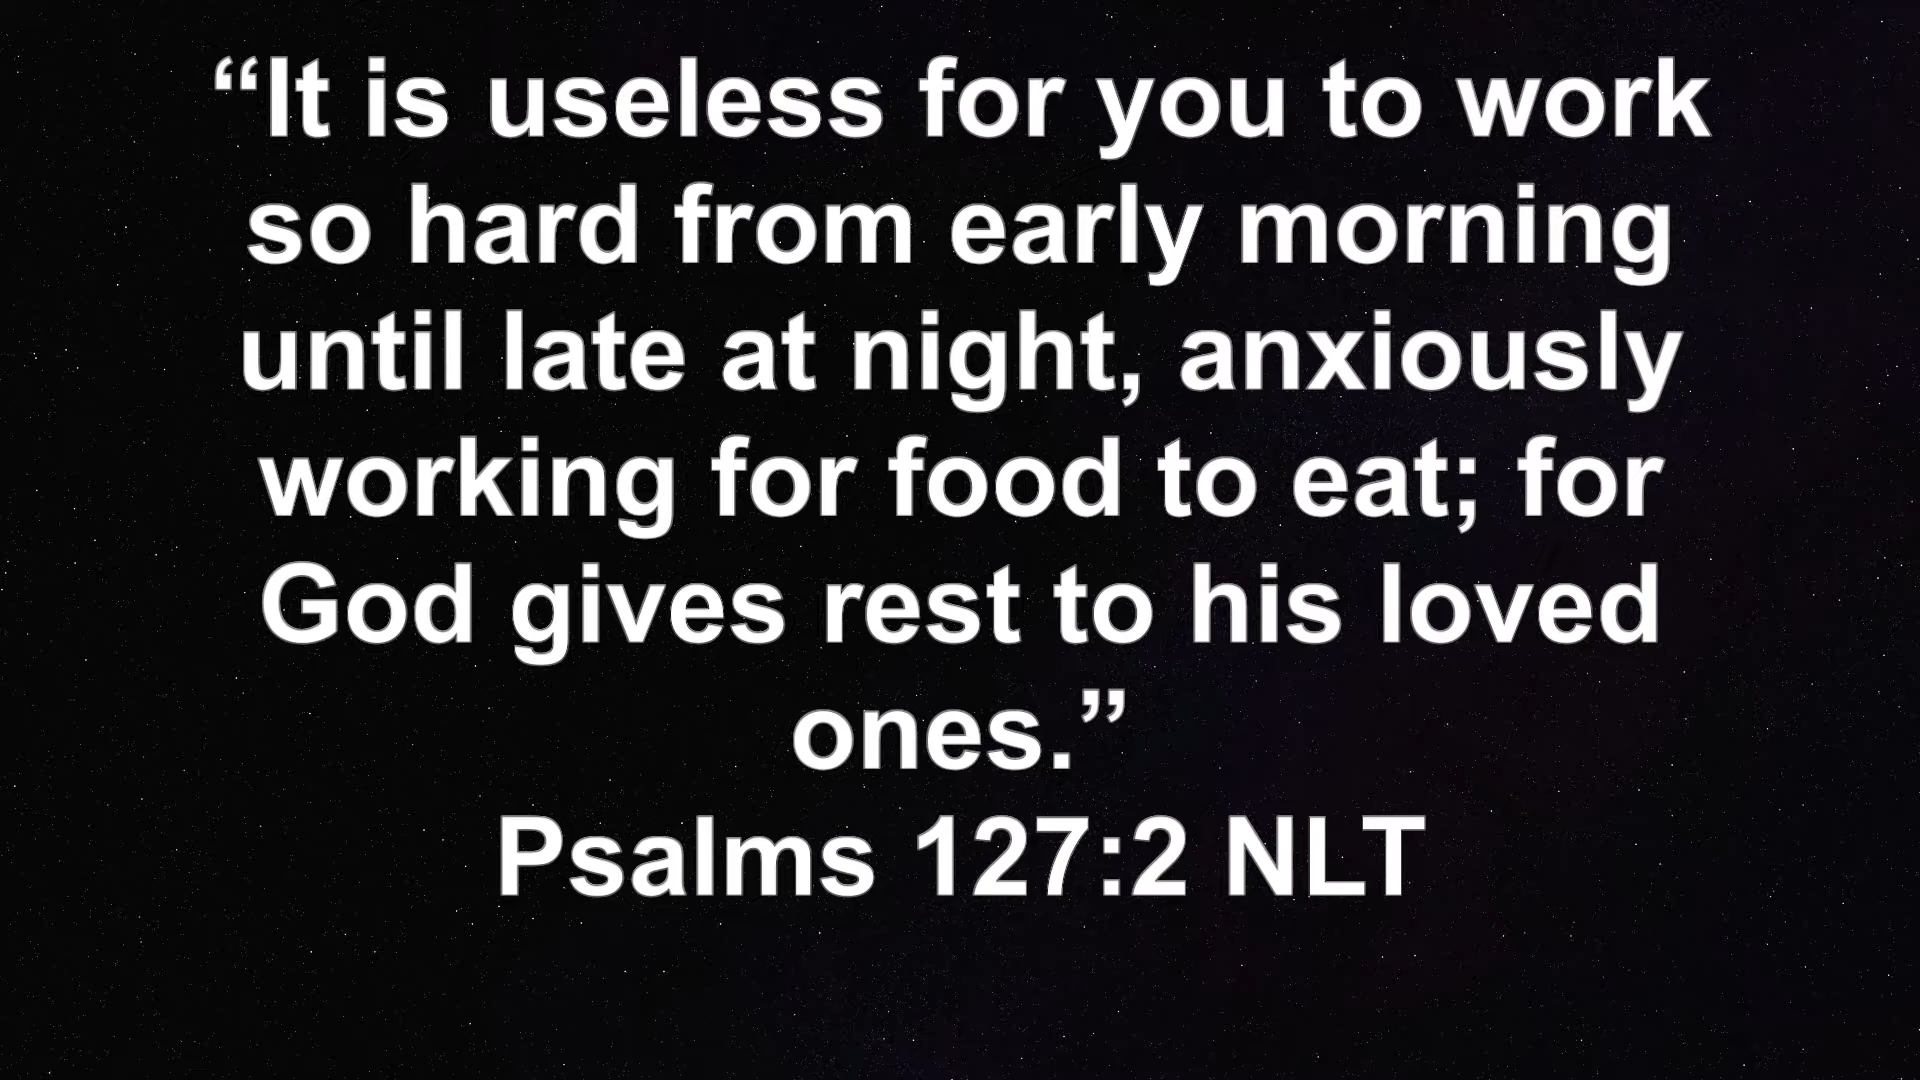 “It is useless for you to work
so hard from early morning
until late at night, anxiously
working for food to eat; for
God gives rest to his loved
ones.”
Psalms 127:2 NLT